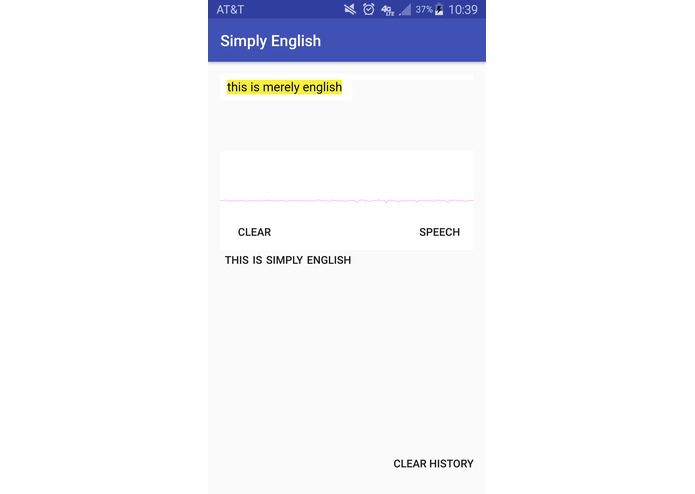 AT&T 4G LTE 37% 10:39
Simply English
this is merely english
CLEAR SPEECH
THIS IS SIMPLY ENGLISH
CLEAR HISTORY